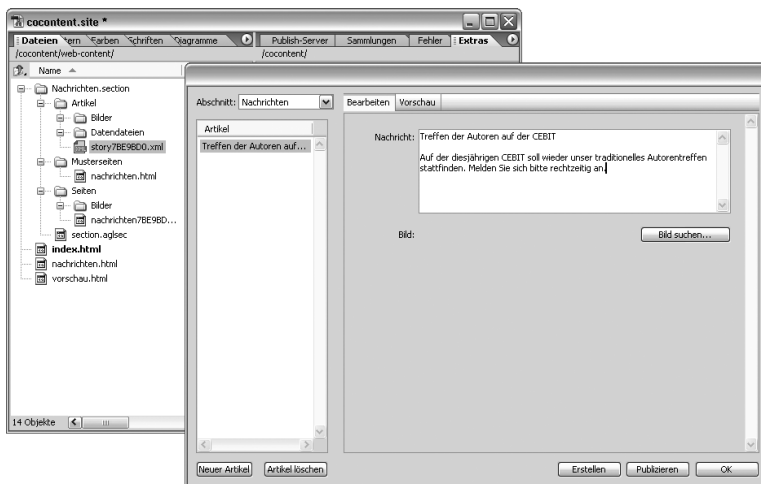 cocontent.site *
Dateien Farben Schriften Diagramme Publish-Server Sammlungen Fehler Extras
/cocontent/web-content/ /cocontent/
Name
Nachrichten.section
Artikel
Bilder
Datendateien
story7BE9BD0.xml
Musterseiten
nachrichten.html
Seiten
Bilder
nachrichten7BE9BD...
section.aglsec
index.html
nachrichten.html
vorschau.html
14 Objekte
Abschnitt: Nachrichten
Artikel
Treffen der Autoren auf...
Neuer Artikel Artikel löschen
Bearbeiten Vorschau
Nachricht: Treffen der Autoren auf der CEBIT
Auf der diesjährigen CEBIT soll wieder unser traditionelles Autorentreffen
stattfinden. Melden Sie sich bitte rechtzeitig an.
Bild: Bild suchen...
Erstellen Publizieren OK